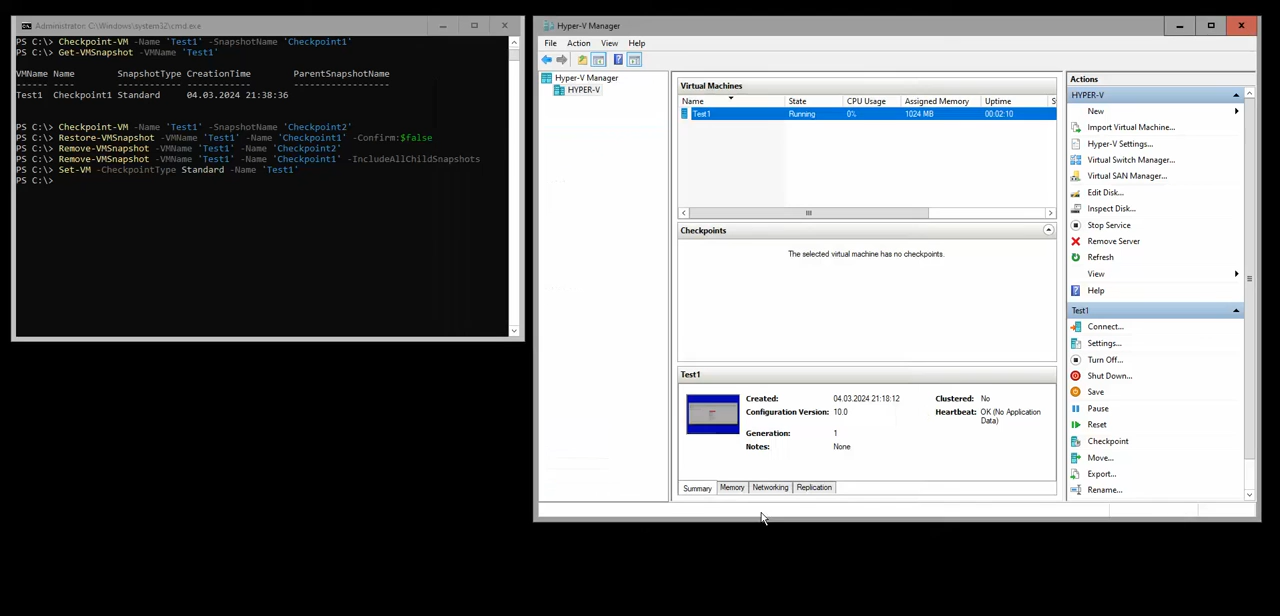 Administrator: C:\Windows\system32\cmd.exe
PS C:\> Checkpoint-VM -Name 'Test1' -SnapshotName 'Checkpoint1'
PS C:\> Get-VMSnapshot -VMName 'Test1'
VMName Name SnapshotType CreationTime ParentSnapshotName
------ ---- ------------ ------------ ------------------
Test1 Checkpoint1 Standard 04.03.2024 21:38:36
PS C:\> Checkpoint-VM -Name 'Test1' -SnapshotName 'Checkpoint2'
PS C:\> Restore-VMSnapshot -VMName 'Test1' -Name 'Checkpoint1' -Confirm:$false
PS C:\> Remove-VMSnapshot -VMName 'Test1' -Name 'Checkpoint2'
PS C:\> Remove-VMSnapshot -VMName 'Test1' -Name 'Checkpoint1' -IncludeAllChildSnapshots
PS C:\> Set-VM -CheckpointType Standard -Name 'Test1'
PS C:\>
Hyper-V Manager
File Action View Help
Hyper-V Manager
HYPER-V
Virtual Machines
Name State CPU Usage Assigned Memory Uptime S
Test1 Running 0% 1024 MB 00:02:10
Checkpoints
The selected virtual machine has no checkpoints.
Test1
Created: 04.03.2024 21:18:12 Clustered: No
Configuration Version: 10.0 Heartbeat: OK (No Application
Data)
Generation: 1
Notes: None
Summary Memory Networking Replication
Actions
HYPER-V
New
Import Virtual Machine...
Hyper-V Settings...
Virtual Switch Manager...
Virtual SAN Manager...
Edit Disk...
Inspect Disk...
Stop Service
Remove Server
Refresh
View
Help
Test1
Connect...
Settings...
Turn Off...
Shut Down...
Save
Pause
Reset
Checkpoint
Move...
Export...
Rename...